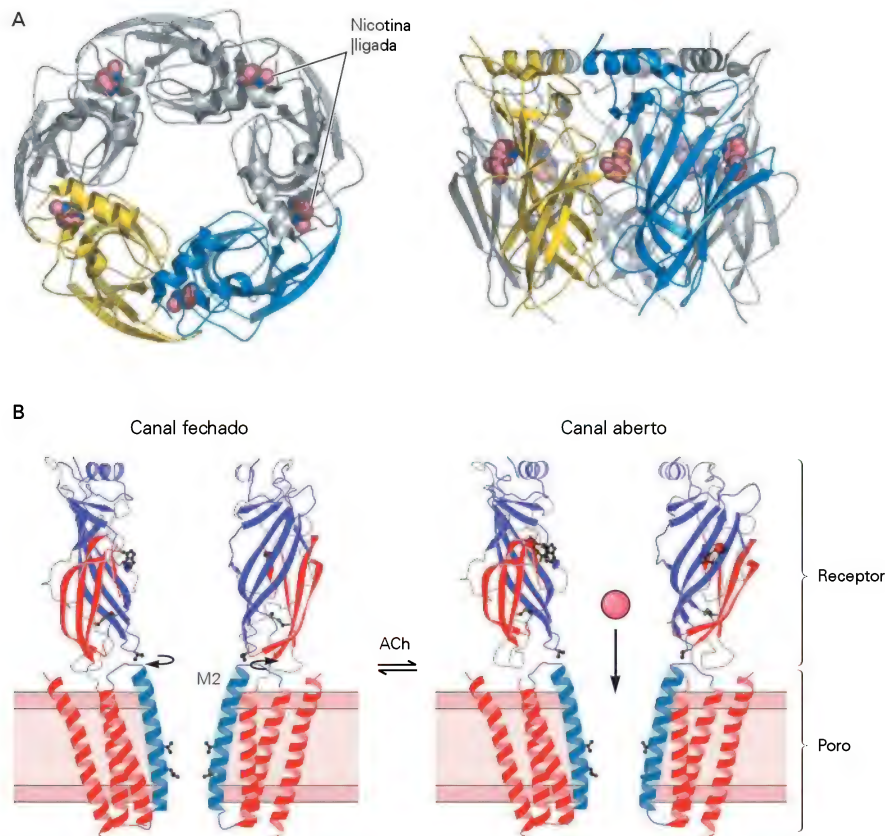 A
Nicotina
|ligada
B
Canal fechado
Canal aberto
Receptor
ACh
M2
Poro